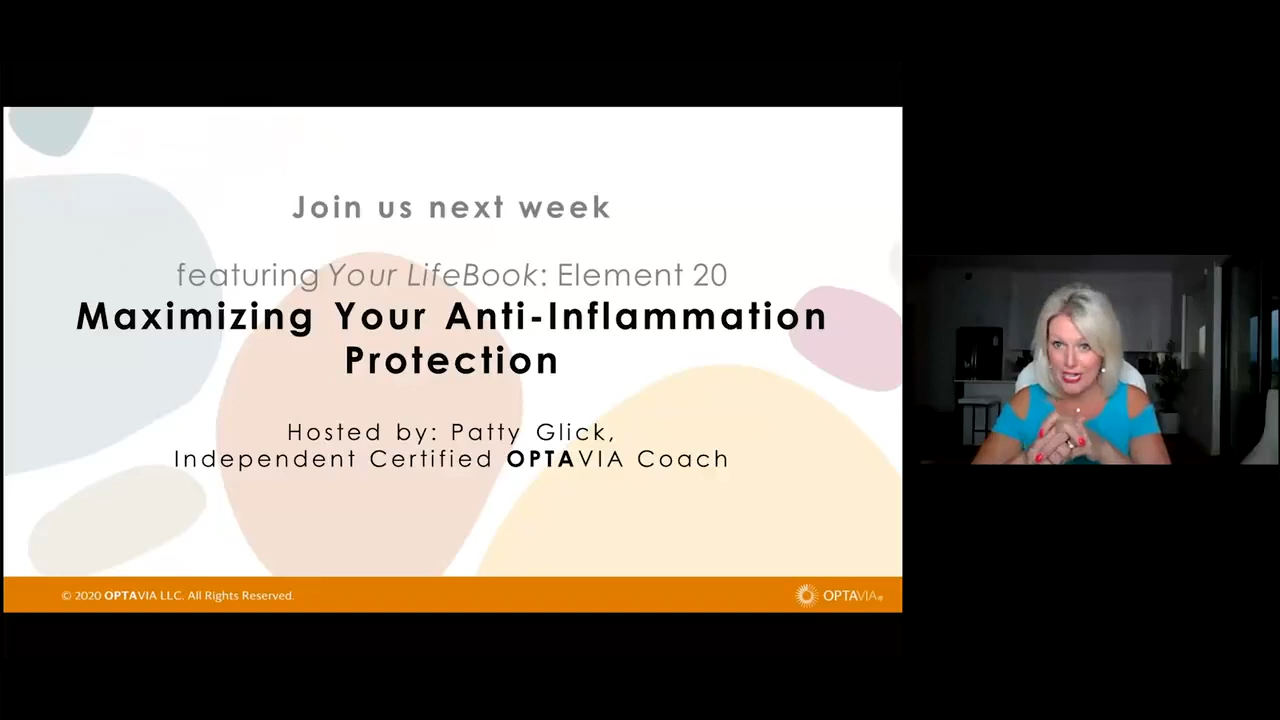 Join us next week
featuring Your LifeBook: Element 20
Maximizing Your Anti-Inflammation
Protection
Hosted by: Patty Glick,
Independent Certified OPTAVIA Coach
© 2020 OPTAVIA LLC. All Rights Reserved.
OPTAVIA